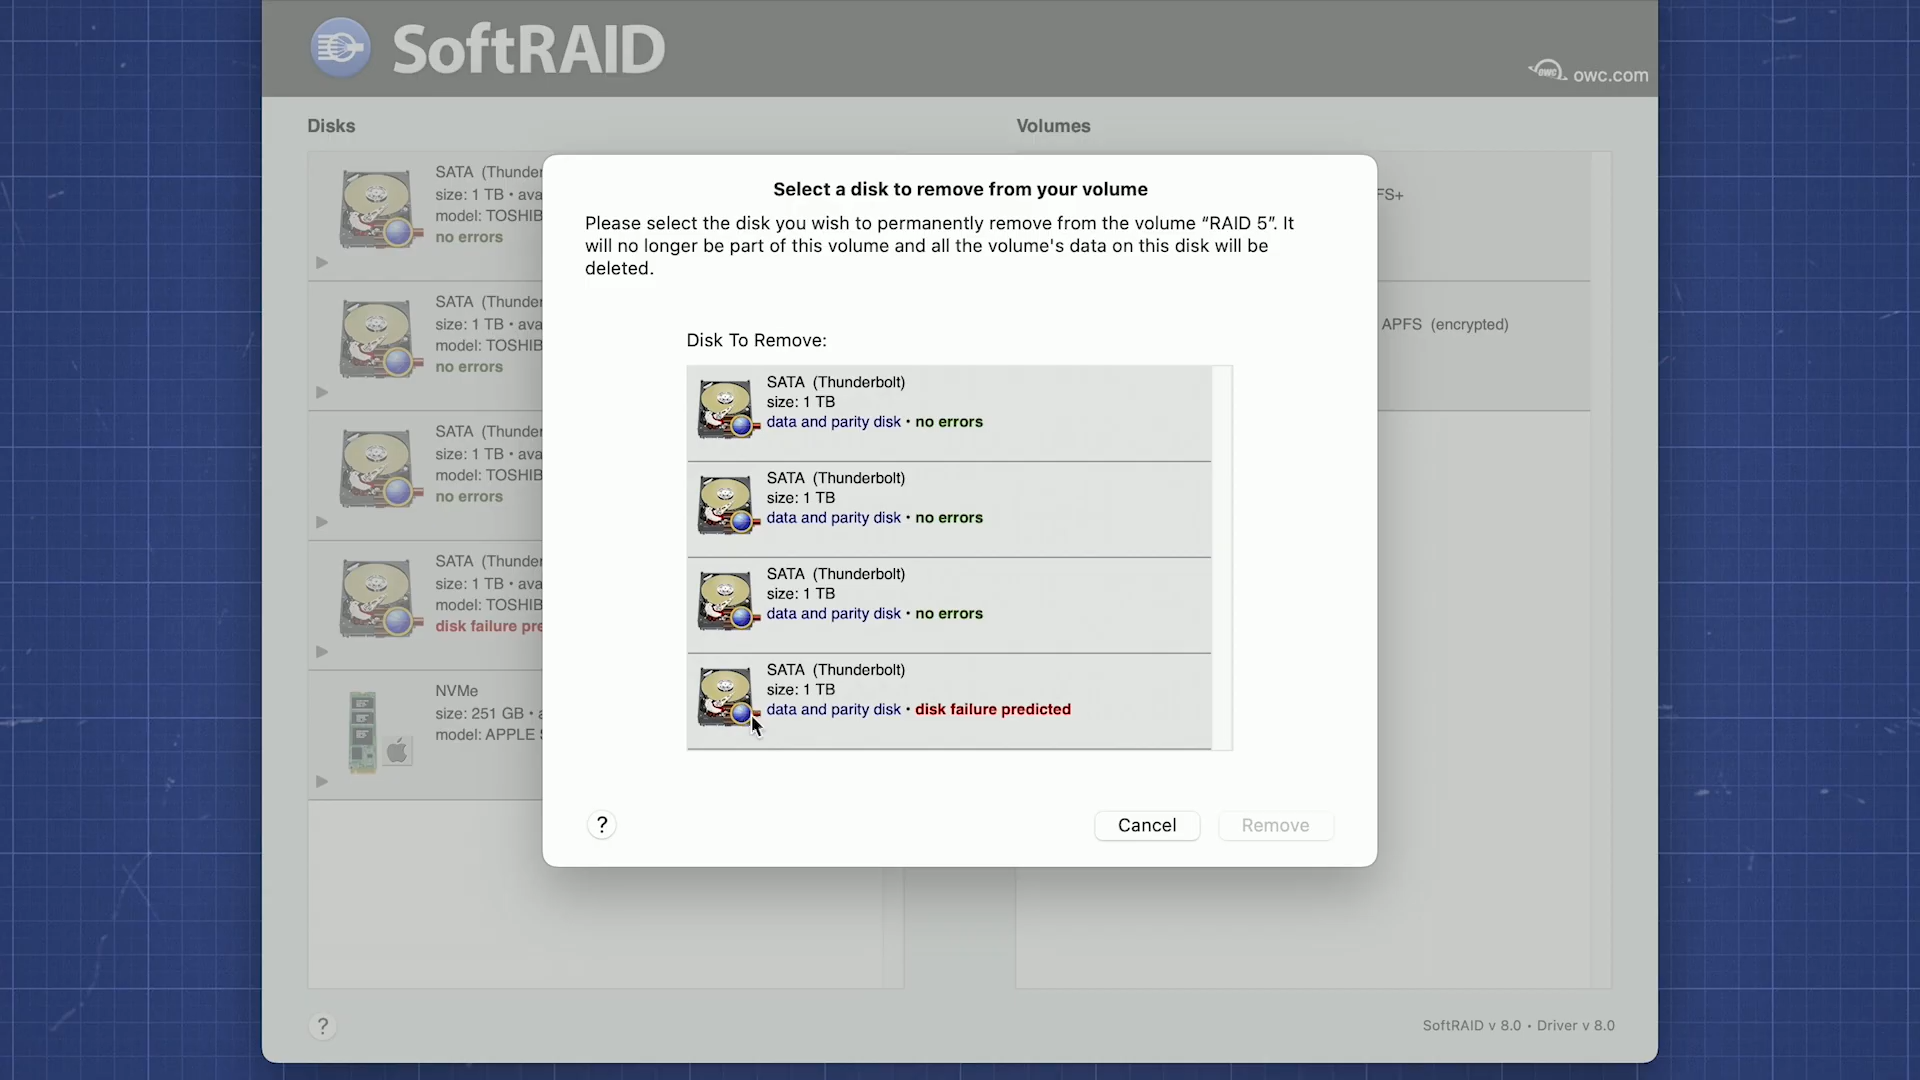 SoftRAID
OWC
owc.com
Disks
Volumes
SATA (Thunder
size: 1 TB • ava
model: TOSHIB
no errors
SATA (Thunder
size: 1 TB • ava
model: TOSHIB
no errors
SATA (Thunder
size: 1 TB • ava
model: TOSHIB
no errors
SATA (Thunder
size: 1 TB • ava
model: TOSHIB
disk failure pre
NVMe
size: 251 GB •
model: APPLE
FS+
APFS (encrypted)
Select a disk to remove from your volume
Please select the disk you wish to permanently remove from the volume “RAID 5”. It
will no longer be part of this volume and all the volume's data on this disk will be
deleted.
Disk To Remove:
SATA (Thunderbolt)
size: 1 TB
data and parity disk • no errors
SATA (Thunderbolt)
size: 1 TB
data and parity disk • no errors
SATA (Thunderbolt)
size: 1 TB
data and parity disk • no errors
SATA (Thunderbolt)
size: 1 TB
data and parity disk • disk failure predicted
?
Cancel
Remove
?
SoftRAID v 8.0 • Driver v 8.0